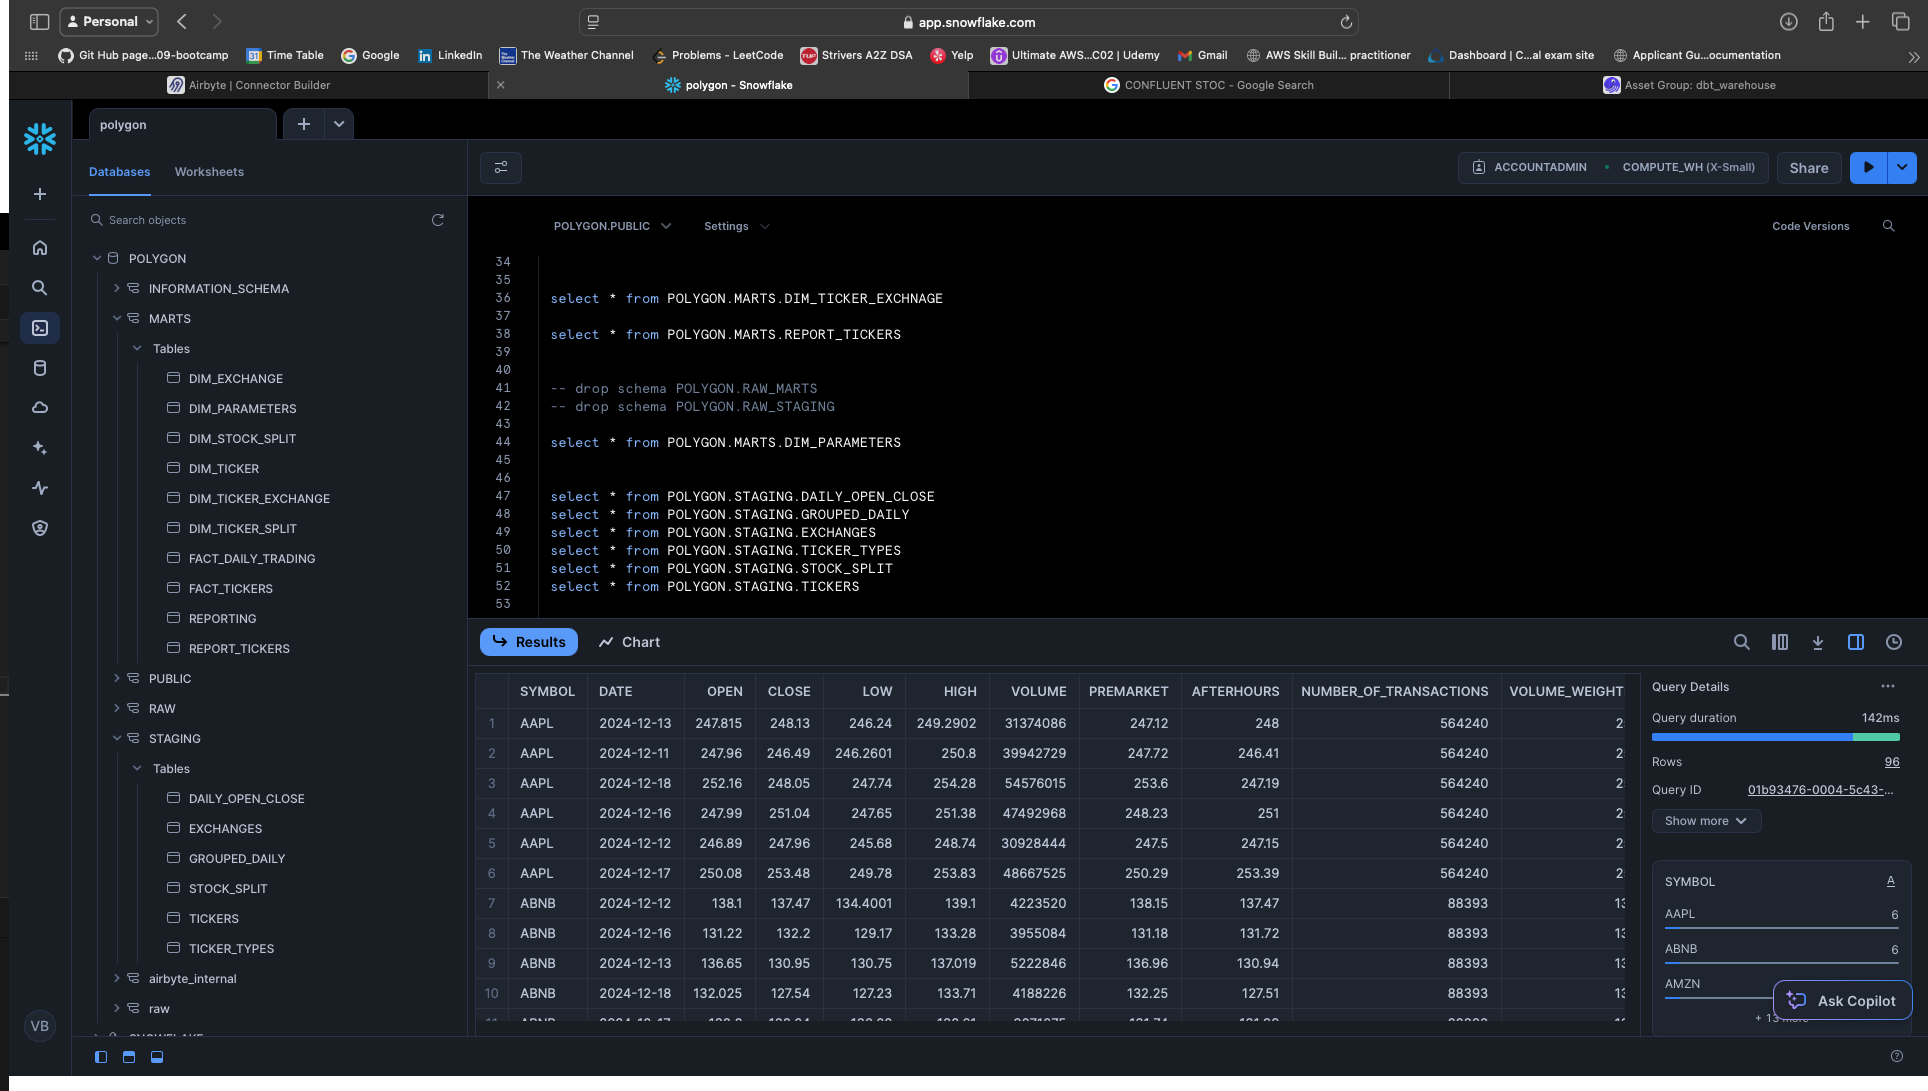 Personal
app.snowflake.com
Git Hub page...09-bootcamp
31
Time Table
Google
LinkedIn
The Weather Channel
Problems - LeetCode
Strivers A2Z DSA
Yelp
Ultimate AWS...C02 | Udemy
Gmail
AWS Skill Buil... practitioner
Dashboard | C...al exam site
Applicant Gu...ocumentation
Airbyte | Connector Builder
polygon - Snowflake
CONFLUENT STOC - Google Search
Asset Group: dbt_warehouse
polygon
Databases
Worksheets
Search objects
POLYGON
INFORMATION_SCHEMA
MARTS
Tables
DIM_EXCHANGE
DIM_PARAMETERS
DIM_STOCK_SPLIT
DIM_TICKER
DIM_TICKER_EXCHANGE
DIM_TICKER_SPLIT
FACT_DAILY_TRADING
FACT_TICKERS
REPORTING
REPORT_TICKERS
PUBLIC
RAW
STAGING
Tables
DAILY_OPEN_CLOSE
EXCHANGES
GROUPED_DAILY
STOCK_SPLIT
TICKERS
TICKER_TYPES
airbyte_internal
raw
VB
ACCOUNTADMIN
COMPUTE_WH (X-Small)
Share
POLYGON.PUBLIC
Settings
Code Versions
34
35
36 select * from POLYGON.MARTS.DIM_TICKER_EXCHNAGE
37
38 select * from POLYGON.MARTS.REPORT_TICKERS
39
40
41 -- drop schema POLYGON.RAW_MARTS
42 -- drop schema POLYGON.RAW_STAGING
43
44 select * from POLYGON.MARTS.DIM_PARAMETERS
45
46
47 select * from POLYGON.STAGING.DAILY_OPEN_CLOSE
48 select * from POLYGON.STAGING.GROUPED_DAILY
49 select * from POLYGON.STAGING.EXCHANGES
50 select * from POLYGON.STAGING.TICKER_TYPES
51 select * from POLYGON.STAGING.STOCK_SPLIT
52 select * from POLYGON.STAGING.TICKERS
53
Results
Chart
SYMBOL DATE OPEN CLOSE LOW HIGH VOLUME PREMARKET AFTERHOURS NUMBER_OF_TRANSACTIONS VOLUME_WEIGHT
1 AAPL 2024-12-13 247.815 248.13 246.24 249.2902 31374086 247.12 248 564240 2
2 AAPL 2024-12-11 247.96 246.49 246.2601 250.8 39942729 247.72 246.41 564240 2
3 AAPL 2024-12-18 252.16 248.05 247.74 254.28 54576015 253.6 247.19 564240 2
4 AAPL 2024-12-16 247.99 251.04 247.65 251.38 47492968 248.23 251 564240 2
5 AAPL 2024-12-12 246.89 247.96 245.68 248.74 30928444 247.5 247.15 564240 2
6 AAPL 2024-12-17 250.08 253.48 249.78 253.83 48667525 250.29 253.39 564240 2
7 ABNB 2024-12-12 138.1 137.47 134.4001 139.1 4223520 138.15 137.47 88393 13
8 ABNB 2024-12-16 131.22 132.2 129.17 133.28 3955084 131.18 131.72 88393 13
9 ABNB 2024-12-13 136.65 130.95 130.75 137.019 5222846 136.96 130.94 88393 13
10 ABNB 2024-12-18 132.025 127.54 127.23 133.71 4188226 132.25 127.51 88393 13
Query Details
Query duration 142ms
Rows 96
Query ID 01b93476-0004-5c43-...
Show more
SYMBOL A
AAPL 6
ABNB 6
AMZN
+ 13 more
Ask Copilot